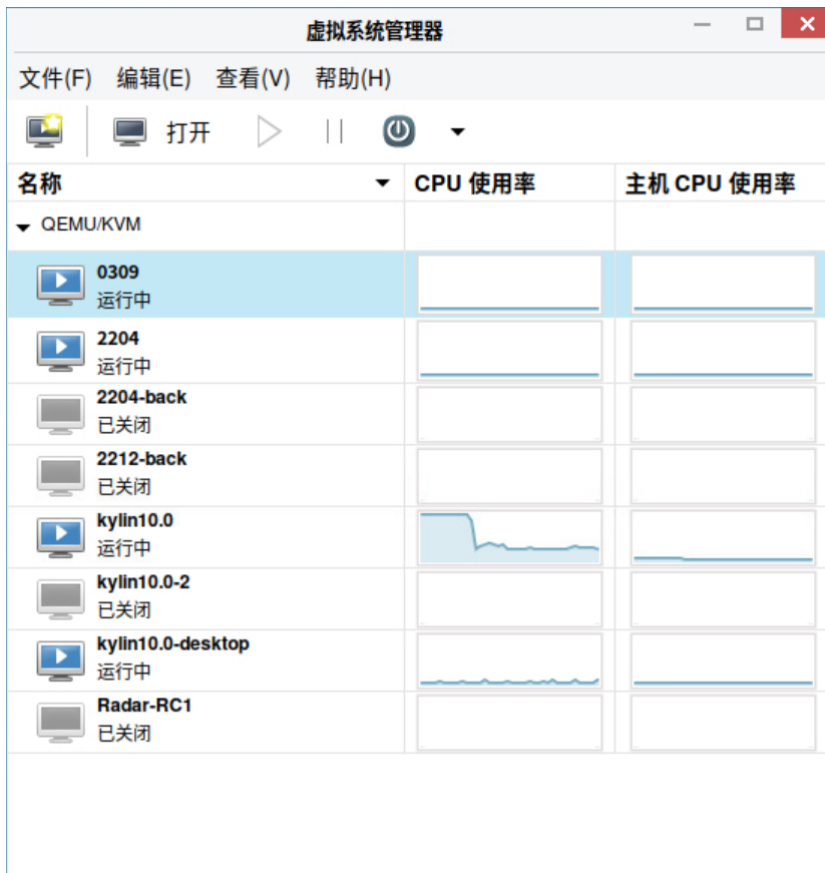 虚拟系统管理器
文件(F) 编辑(E) 查看(V) 帮助(H)
打开
名称 CPU 使用率 主机 CPU 使用率
QEMU/KVM
0309
运行中
2204
运行中
2204-back
已关闭
2212-back
已关闭
kylin10.0
运行中
kylin10.0-2
已关闭
kylin10.0-desktop
运行中
Radar-RC1
已关闭